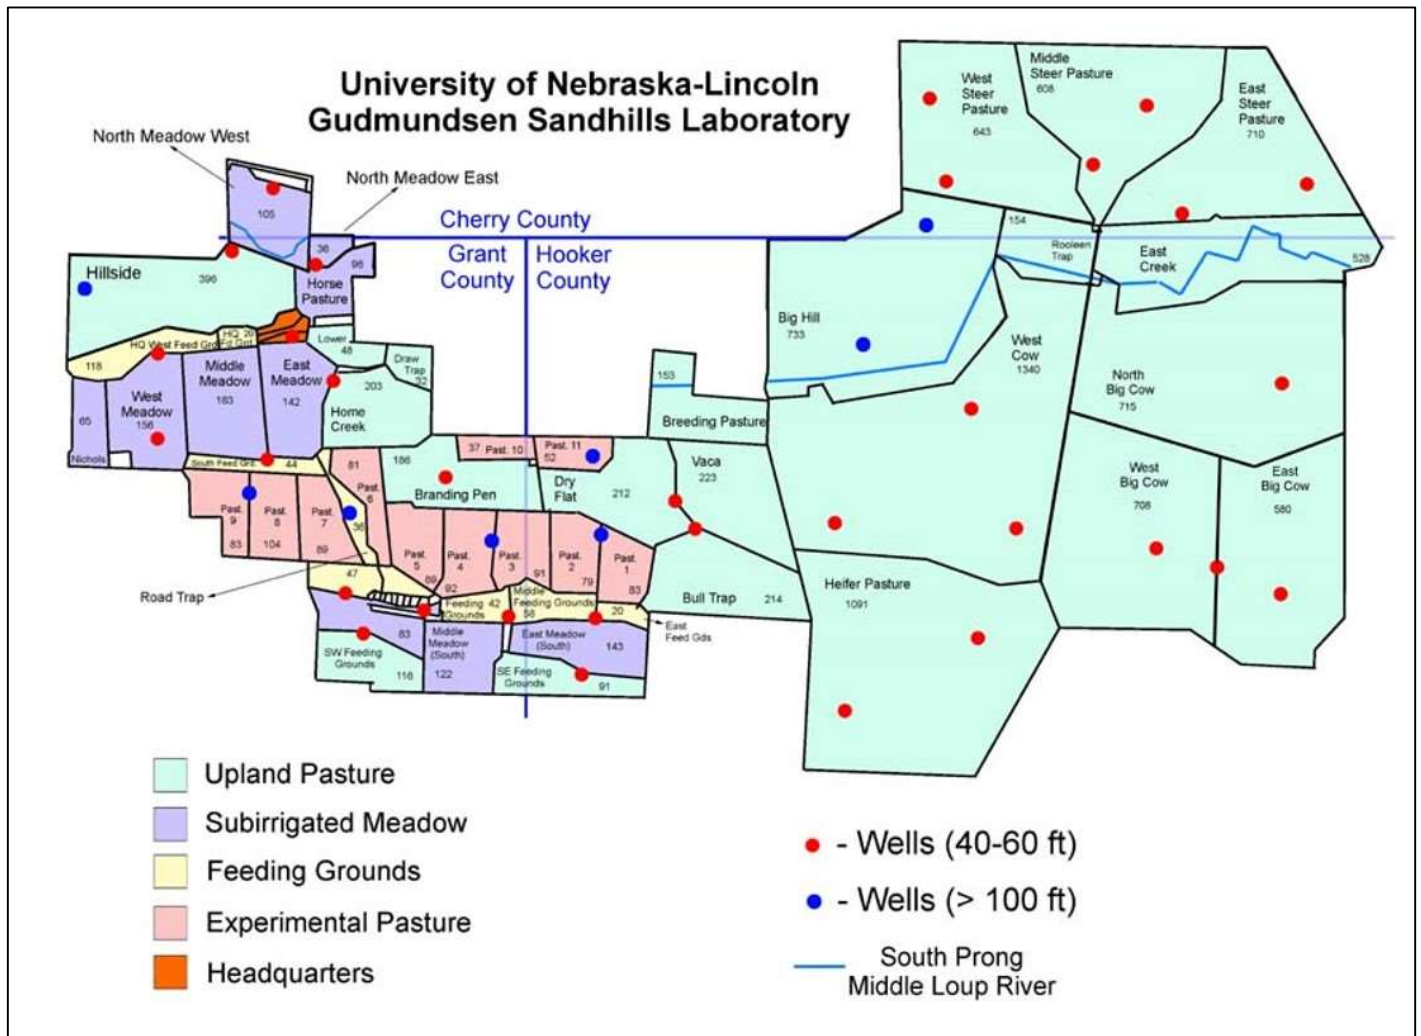 University of Nebraska-Lincoln
Gudmundsen Sandhills Laboratory
North Meadow West
North Meadow East
105
36
98
Horse
Pasture
Hillside
396
Cherry County
Grant
County
Hooker
County
West
Steer
Pasture
643
Middle
Steer Pasture
608
East
Steer
Pasture
710
154
Rooleen
Trap
East
Creek
528
Big Hill
733
West
Cow
1340
North
Big Cow
715
West
Big Cow
708
East
Big Cow
580
HQ West Feed Grd
HQ 20
118
Lower
48
Draw
Trap
32
203
Home
Creek
65
Nichols
West
Meadow
156
Middle
Meadow
183
East
Meadow
142
153
Breeding Pasture
South Feed Grd.
44
81
Past.
6
186
Branding Pen
37 Past. 10
Past. 11
52
Dry
Flat
212
Vaca
223
Past.
9
83
Past.
8
104
Past.
7
89
36
Past.
5
89
Past.
4
92
Past.
3
91
Past.
2
79
Past.
1
83
Road Trap
47
Feeding
Grounds
42
Middle
Feeding Grounds
56
20
East
Feed Gds
Bull Trap
214
Heifer Pasture
1091
83
SW Feeding
Grounds
116
Middle
Meadow
(South)
122
East Meadow
(South)
143
SE Feeding
Grounds
91
Upland Pasture
Subirrigated Meadow
Feeding Grounds
Experimental Pasture
Headquarters
- Wells (40-60 ft)
- Wells (> 100 ft)
South Prong
Middle Loup River